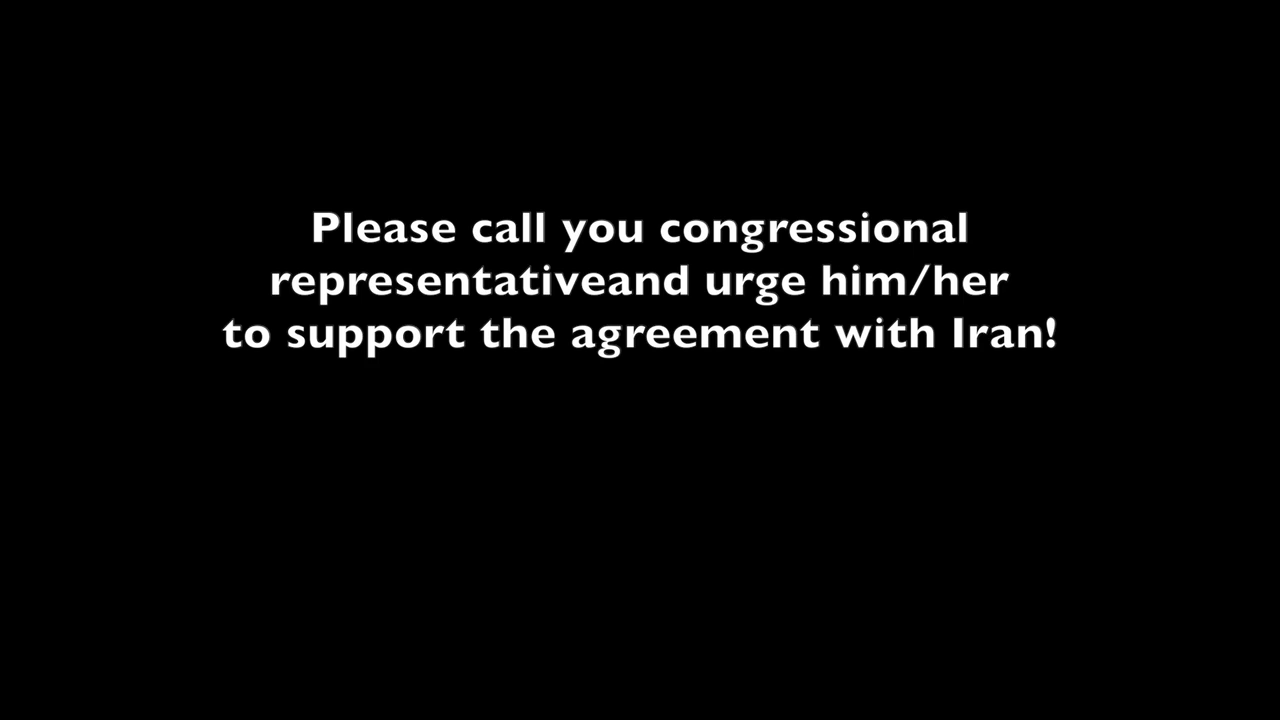 Please call you congressional
representativeand urge him/her
to support the agreement with Iran!